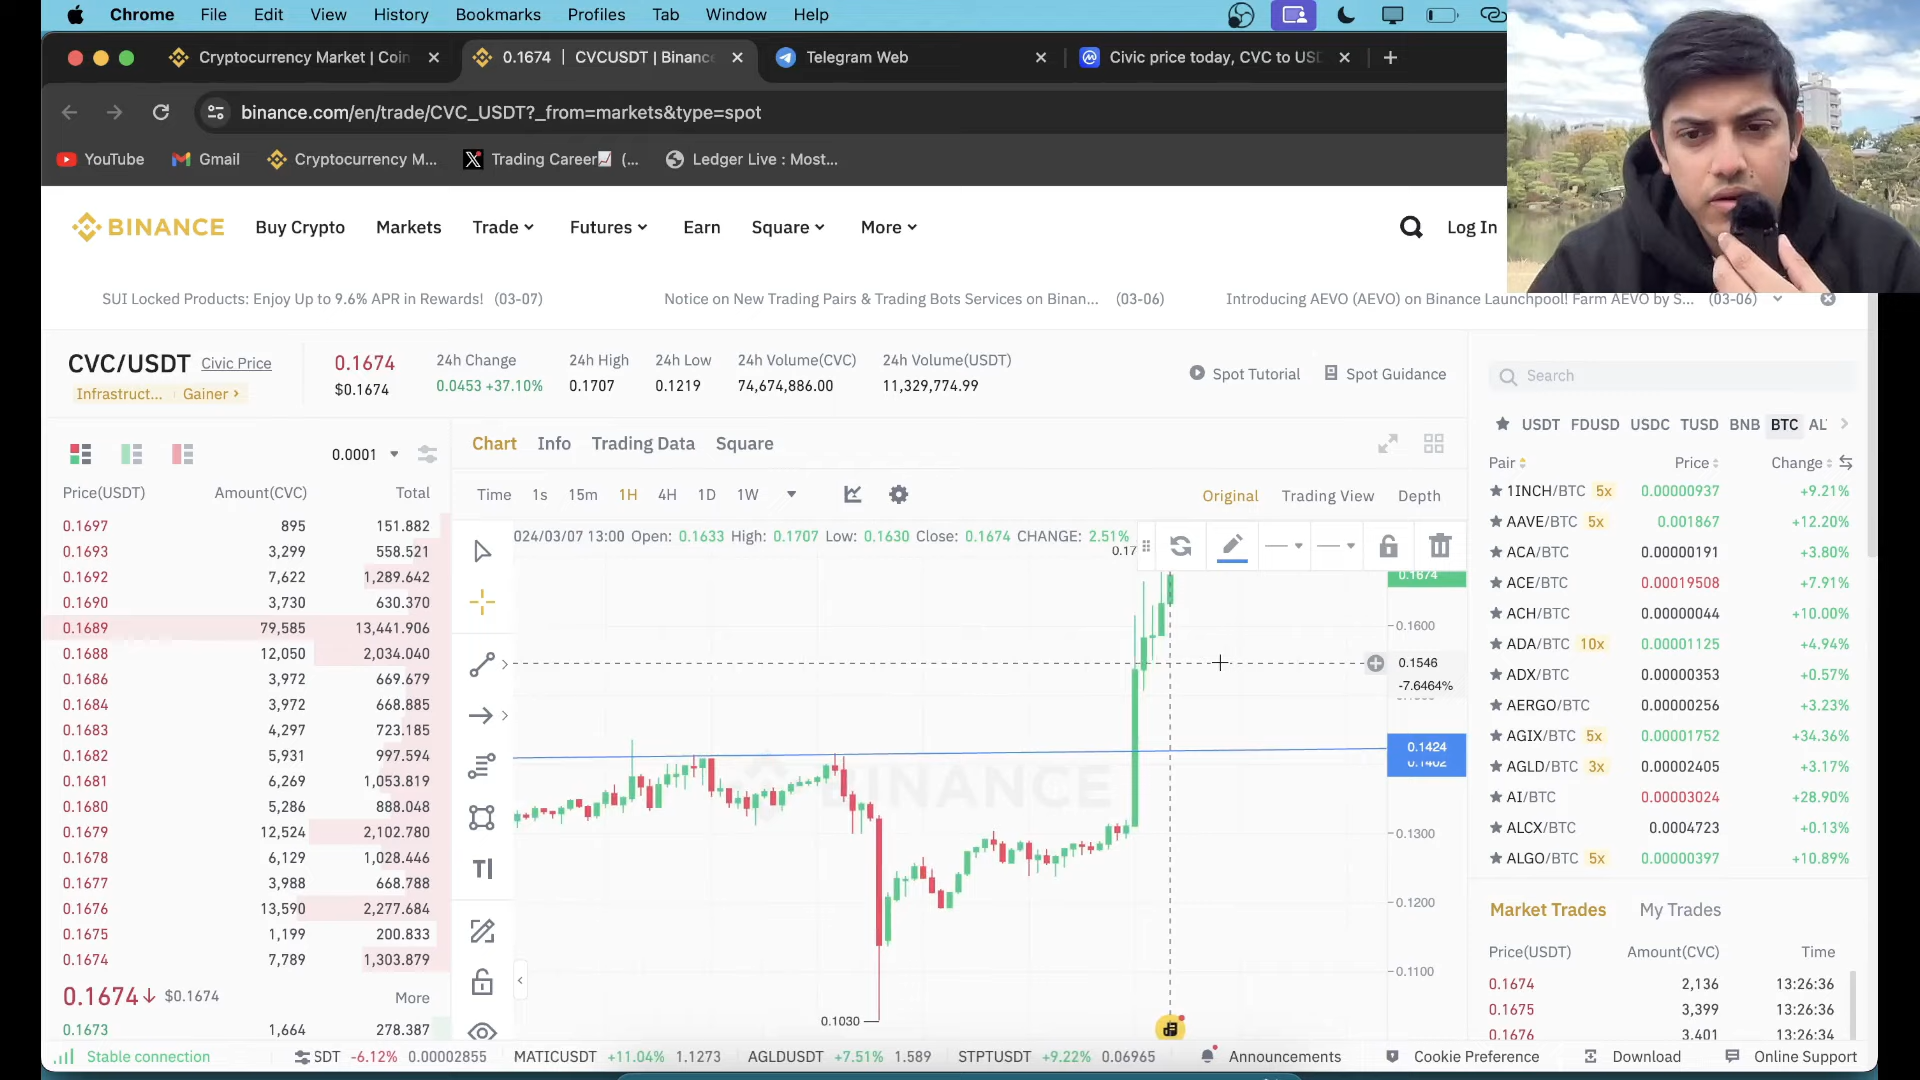 Chrome File Edit View History Bookmarks Profiles Tab Window Help
Cryptocurrency Market | Coin
0.1674 | CVCUSDT | Binance
Telegram Web
Civic price today, CVC to USD
binance.com/en/trade/CVC_USDT?_from=markets&type=spot
YouTube Gmail Cryptocurrency M... Trading Career (... Ledger Live : Most...
BINANCE Buy Crypto Markets Trade Futures Earn Square More Log In
SUI Locked Products: Enjoy Up to 9.6% APR in Rewards! (03-07)
Notice on New Trading Pairs & Trading Bots Services on Binan... (03-06)
Introducing AEVO (AEVO) on Binance Launchpool! Farm AEVO by S... (03-06)
CVC/USDT Civic Price
Infrastruct... Gainer
0.1674
$0.1674
24h Change
0.0453 +37.10%
24h High
0.1707
24h Low
0.1219
24h Volume(CVC)
74,674,886.00
24h Volume(USDT)
11,329,774.99
Spot Tutorial Spot Guidance
0.0001
Price(USDT) Amount(CVC) Total
0.1697 895 151.882
0.1693 3,299 558.521
0.1692 7,622 1,289.642
0.1690 3,730 630.370
0.1689 79,585 13,441.906
0.1688 12,050 2,034.040
0.1686 3,972 669.679
0.1684 3,972 668.885
0.1683 4,297 723.185
0.1682 5,931 997.594
0.1681 6,269 1,053.819
0.1680 5,286 888.048
0.1679 12,524 2,102.780
0.1678 6,129 1,028.446
0.1677 3,988 668.788
0.1676 13,590 2,277.684
0.1675 1,199 200.833
0.1674 7,789 1,303.879
0.1674 $0.1674 More
0.1673 1,664 278.387
Chart Info Trading Data Square
Time 1s 15m 1H 4H 1D 1W
Original Trading View Depth
024/03/07 13:00 Open: 0.1633 High: 0.1707 Low: 0.1630 Close: 0.1674 CHANGE: 2.51%
0.17
0.1674
0.1600
0.1546
-7.6464%
0.1424
0.1402
BINANCE
0.1300
0.1200
0.1100
0.1030
Search
USDT FDUSD USDC TUSD BNB BTC AL
Pair Price Change
1INCH/BTC 5x 0.00000937 +9.21%
AAVE/BTC 5x 0.001867 +12.20%
ACA/BTC 0.00000191 +3.80%
ACE/BTC 0.00019508 +7.91%
ACH/BTC 0.00000044 +10.00%
ADA/BTC 10x 0.00001125 +4.94%
ADX/BTC 0.00000353 +0.57%
AERGO/BTC 0.00000256 +3.23%
AGIX/BTC 5x 0.00001752 +34.36%
AGLD/BTC 3x 0.00002405 +3.17%
AI/BTC 0.00003024 +28.90%
ALCX/BTC 0.0004723 +0.13%
ALGO/BTC 5x 0.00000397 +10.89%
Market Trades My Trades
Price(USDT) Amount(CVC) Time
0.1674 2,136 13:26:36
0.1675 3,399 13:26:36
0.1676 3,401 13:26:34
Stable connection
SDT -6.12% 0.00002855 MATICUSDT +11.04% 1.1273 AGLDUSDT +7.51% 1.589 STPTUSDT +9.22% 0.06965
Announcements Cookie Preference Download Online Support